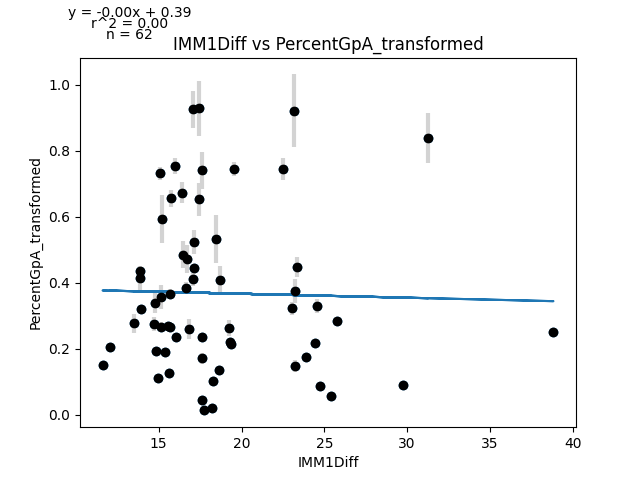 y = -0.00x + 0.39
r^2 = 0.00
n = 62
IMM1Diff vs PercentGpA_transformed
1.0
0.8
0.6
0.4
0.2
0.0
PercentGpA_transformed
15 20 25 30 35 40
IMM1Diff